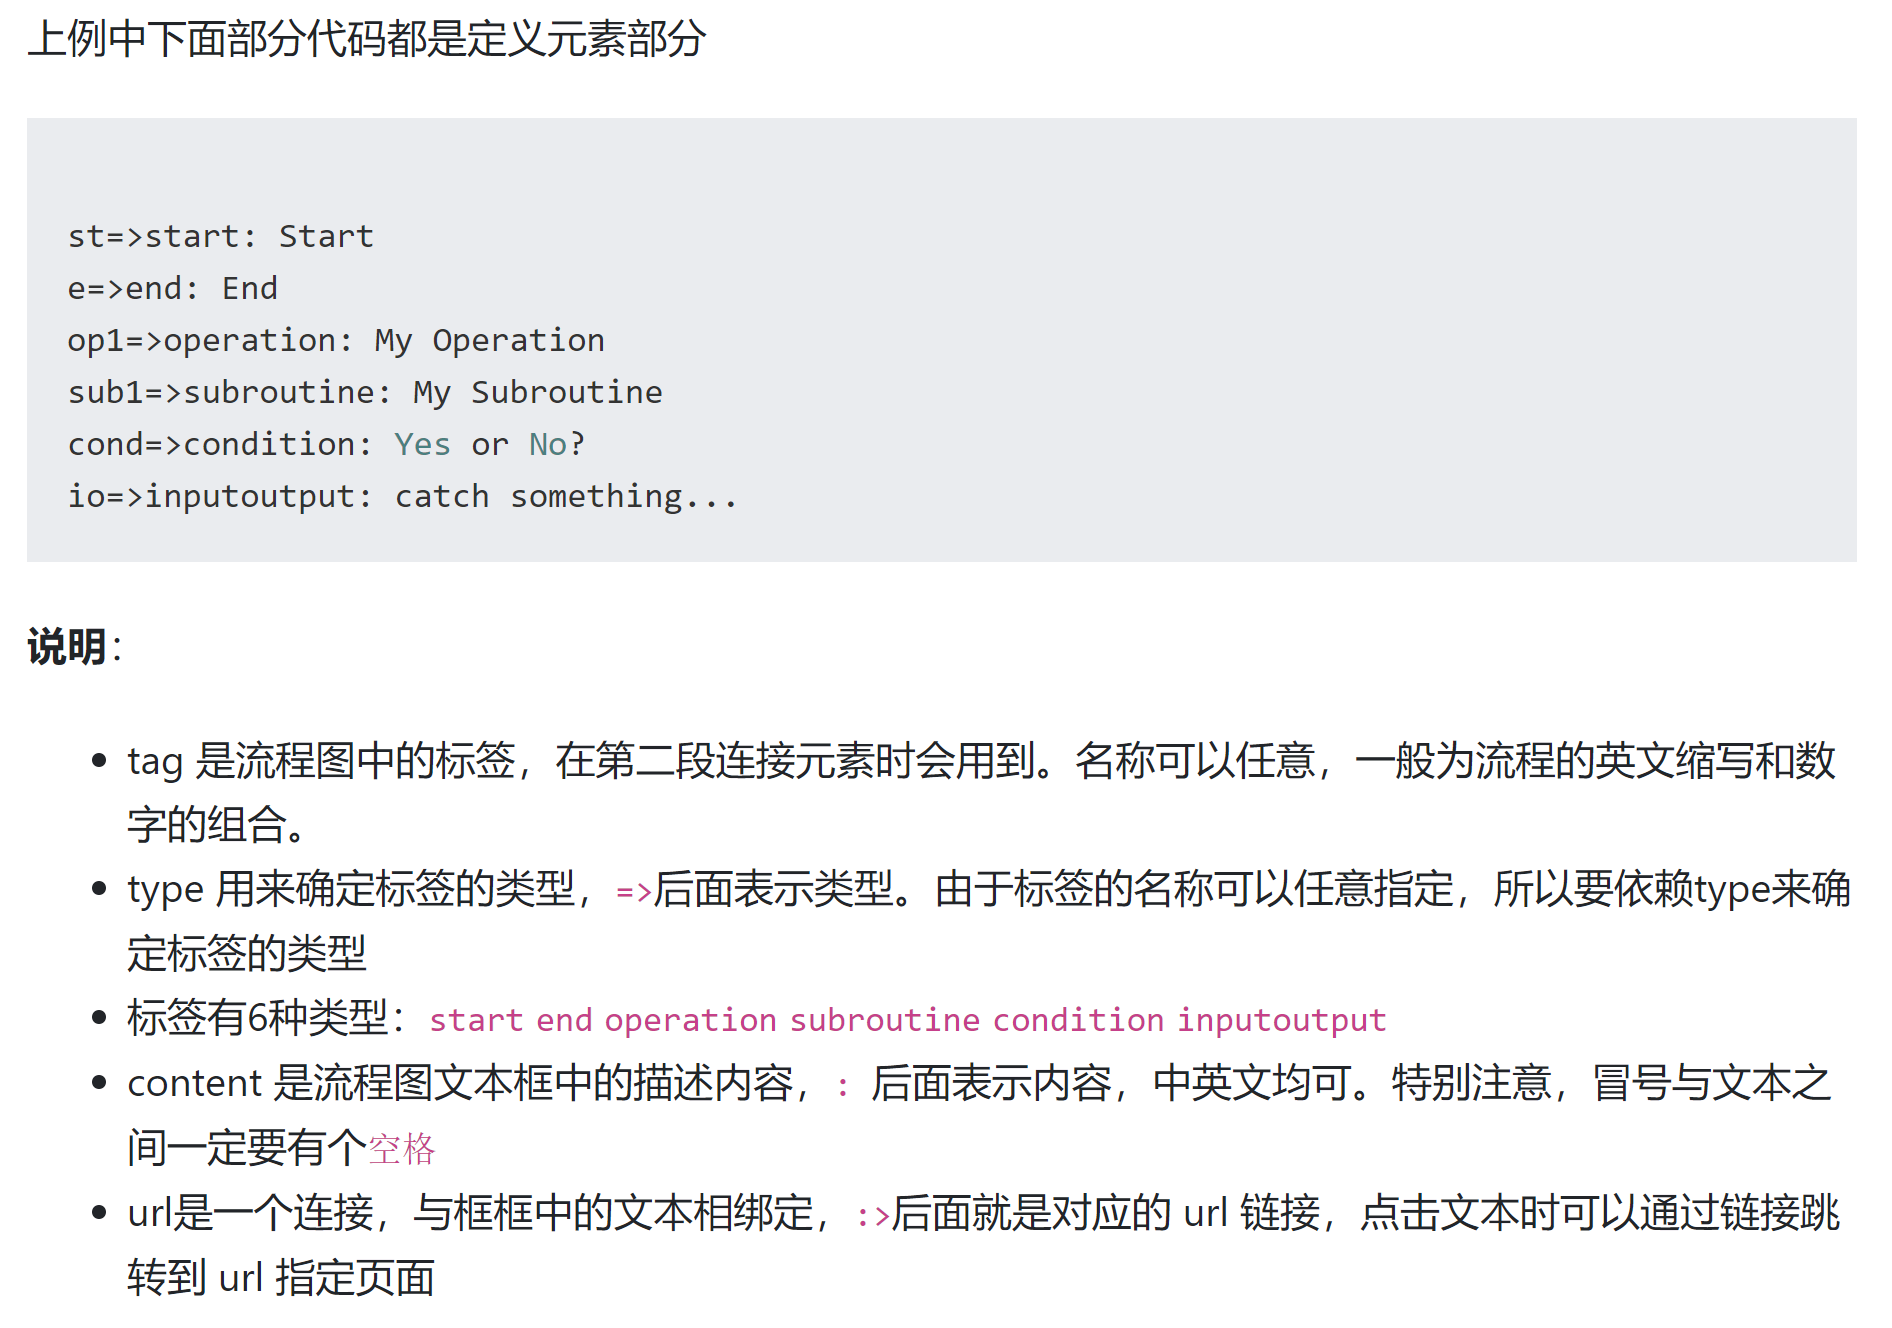 上例中下面部分代码都是定义元素部分
st=>start: Start
e=>end: End
op1=>operation: My Operation
sub1=>subroutine: My Subroutine
cond=>condition: Yes or No?
io=>inputoutput: catch something...
说明：
tag 是流程图中的标签，在第二段连接元素时会用到。名称可以任意，一般为流程的英文缩写和数
字的组合。
type 用来确定标签的类型，=>后面表示类型。由于标签的名称可以任意指定，所以要依赖type来确
定标签的类型
标签有6种类型：start end operation subroutine condition inputoutput
content 是流程图文本框中的描述内容，: 后面表示内容，中英文均可。特别注意，冒号与文本之
间一定要有个空格
url是一个连接，与框框中的文本相绑定，:>后面就是对应的 url 链接，点击文本时可以通过链接跳
转到 url 指定页面